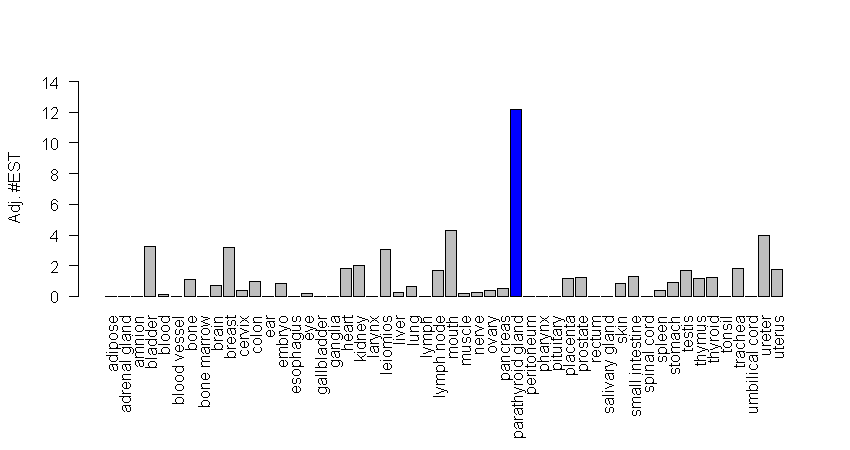 Adj. #EST
14
12
10
8
6
4
2
0
adipose
adrenal gland
amnion
bladder
blood
blood vessel
bone
bone marrow
brain
breast
cervix
colon
ear
embryo
esophagus
eye
gallbladder
ganglia
heart
kidney
larynx
leiomios
liver
lung
lymph
lymph node
mouth
muscle
nerve
ovary
pancreas
parathyroid gland
peritoneum
pharynx
pituitary
placenta
prostate
rectum
salivary gland
skin
small intestine
spinal cord
spleen
stomach
testis
thymus
thyroid
tonsil
trachea
umbilical cord
ureter
uterus